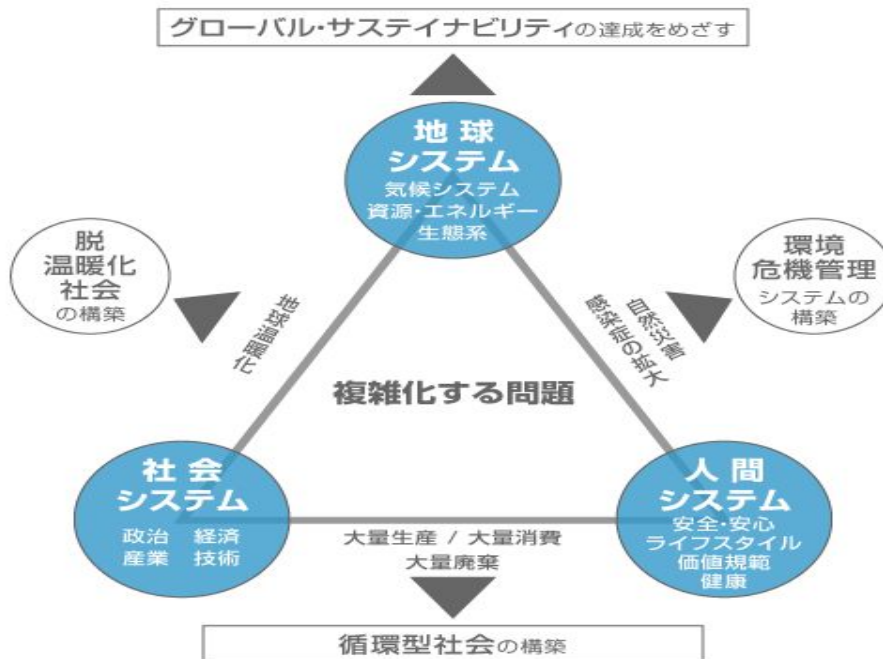 グローバル・サステイナビリティの達成をめざす
地球
システム
気候システム
資源・エネルギー
生態系
脱
温暖化
社会
の構築
環境
危機管理
システムの
構築
地球温暖化
自然災害
感染症の拡大
複雑化する問題
社会
システム
政治 経済
産業 技術
人間
システム
安全・安心
ライフスタイル
価値規範
健康
大量生産 / 大量消費
大量廃棄
循環型社会の構築